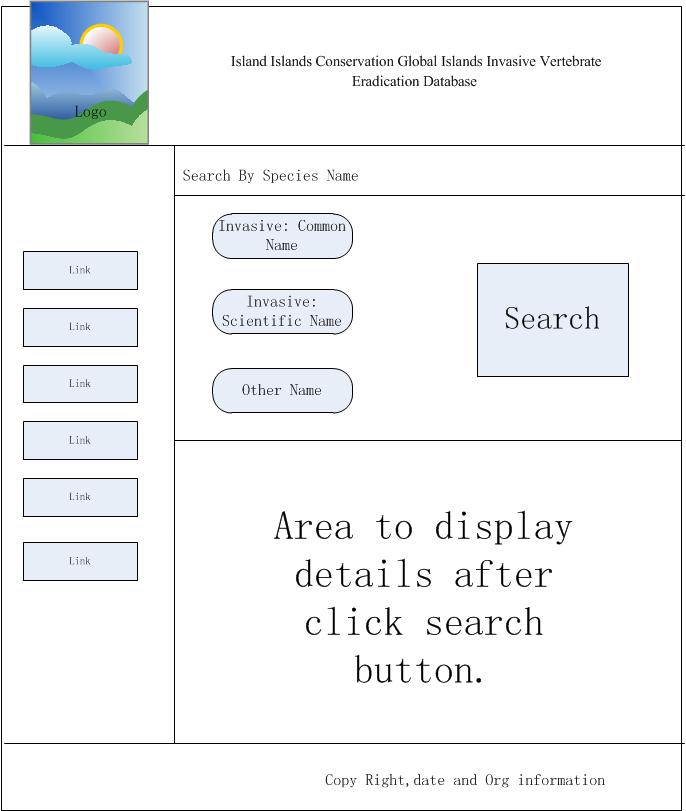 Logo
Island Islands Conservation Global Islands Invasive Vertebrate
Eradication Database
Search By Species Name
Invasive: Common
Name
Invasive:
Scientific Name
Other Name
Search
Link
Link
Link
Link
Link
Link
Area to display
details after
click search
button.
Copy Right,date and Org information